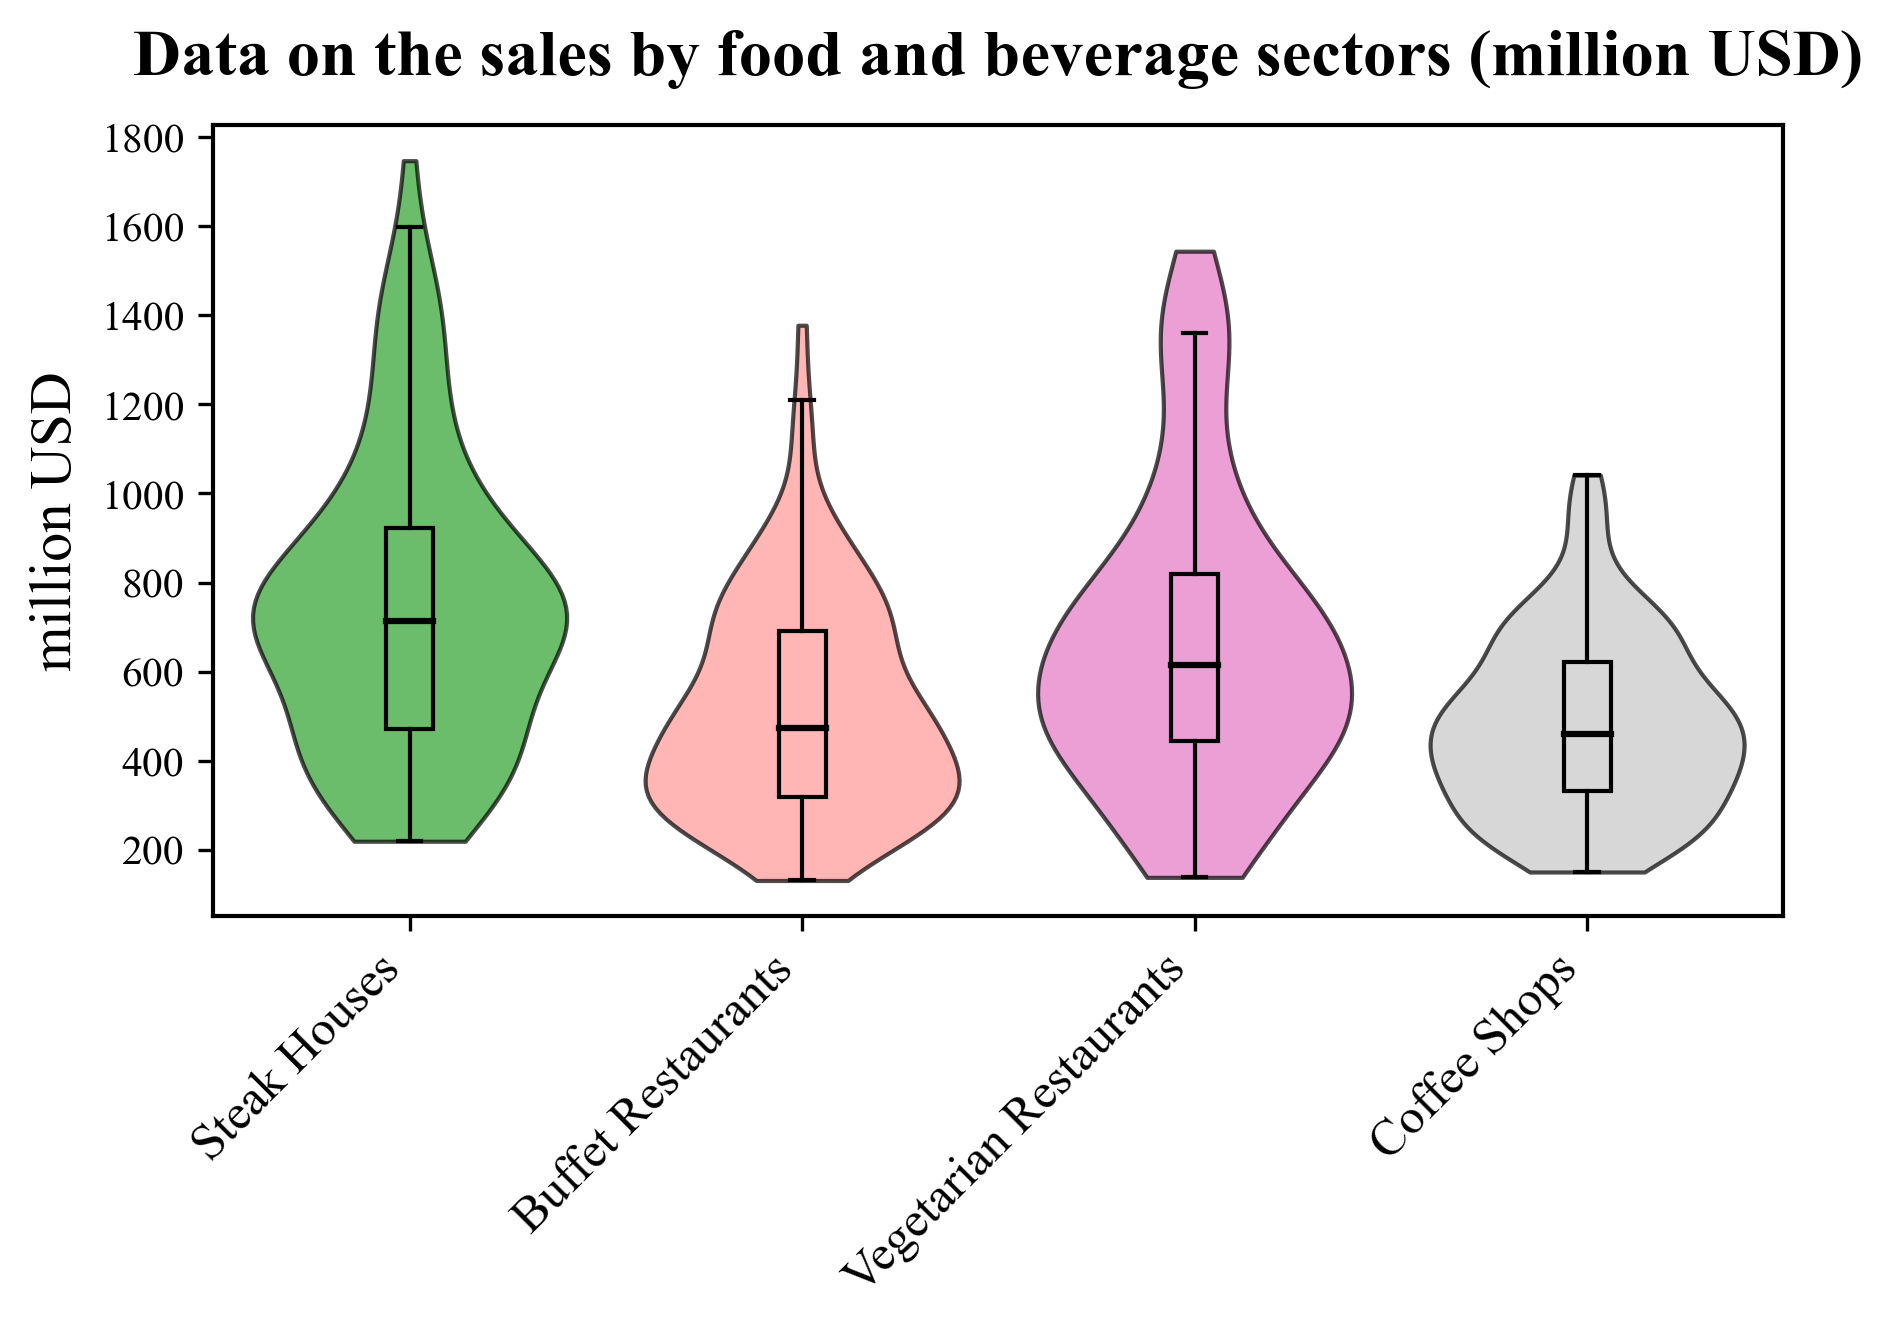 Data on the sales by food and beverage sectors (million USD)
million USD
1800
1600
1400
1200
1000
800
600
400
200
Steak Houses
Buffet Restaurants
Vegetarian Restaurants
Coffee Shops